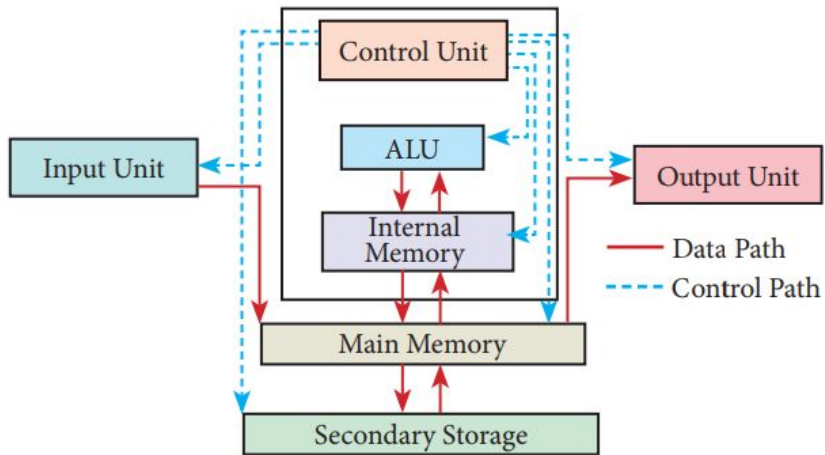 Control Unit
ALU
Input Unit
Output Unit
Internal
Memory
Data Path
Control Path
Main Memory
Secondary Storage